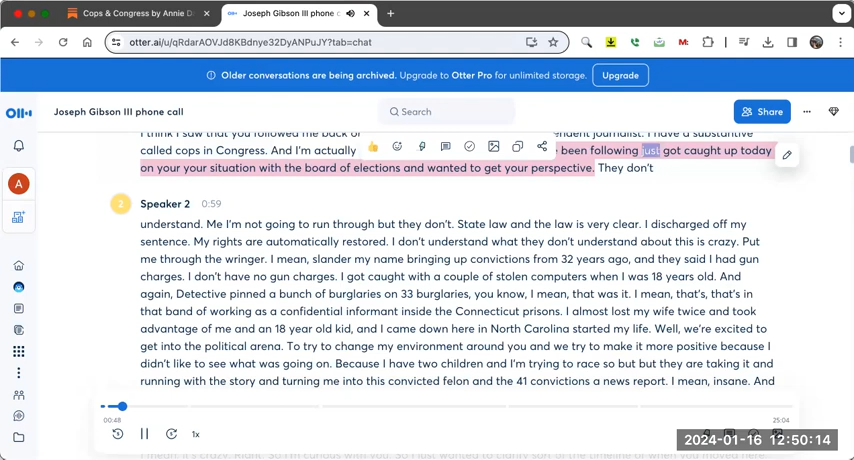 Cops & Congress by Annie D
Joseph Gibson III phone c
otter.ai/u/qRdarAOVJd8KBdnye32DyANPuJY?tab=chat
M:
Older conversations are being archived. Upgrade to Otter Pro for unlimited storage.
Upgrade
Joseph Gibson III phone call
Search
Share
A
I think I saw that you followed me back or
endent journalist. I have a substantive
called cops in Congress. And I'm actually
been following just got caught up today
on your your situation with the board of elections and wanted to get your perspective. They don't
2
Speaker 2 0:59
understand. Me I'm not going to run through but they don't. State law and the law is very clear. I discharged off my
sentence. My rights are automatically restored. I don't understand what they don't understand about this is crazy. Put
me through the wringer. I mean, slander my name bringing up convictions from 32 years ago, and they said I had gun
charges. I don't have no gun charges. I got caught with a couple of stolen computers when I was 18 years old. And
again, Detective pinned a bunch of burglaries on 33 burglaries, you know, I mean, that was it. I mean, that's, that's in
that band of working as a confidential informant inside the Connecticut prisons. I almost lost my wife twice and took
advantage of me and an 18 year old kid, and I came down here in North Carolina started my life. Well, we're excited to
get into the political arena. To try to change my environment around you and we try to make it more positive because I
didn't like to see what was going on. Because I have two children and I'm trying to race so but but they are taking it and
running with the story and turning me into this convicted felon and the 41 convictions a news report. I mean, insane. And
00:48
25:04
1x
2024-01-16 12:50:14